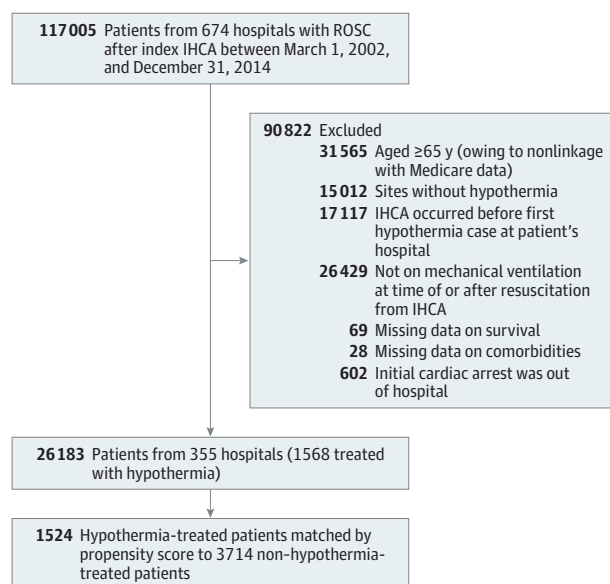 117005 Patients from 674 hospitals with ROSC
after index IHCA between March 1, 2002,
and December 31, 2014
90822 Excluded
31565 Aged ≥65 y (owing to nonlinkage
with Medicare data)
15012 Sites without hypothermia
17117 IHCA occurred before first
hypothermia case at patient's
hospital
26429 Not on mechanical ventilation
at time of or after resuscitation
from IHCA
69 Missing data on survival
28 Missing data on comorbidities
602 Initial cardiac arrest was out
of hospital
26183 Patients from 355 hospitals (1568 treated
with hypothermia)
1524 Hypothermia-treated patients matched by
propensity score to 3714 non-hypothermia-
treated patients